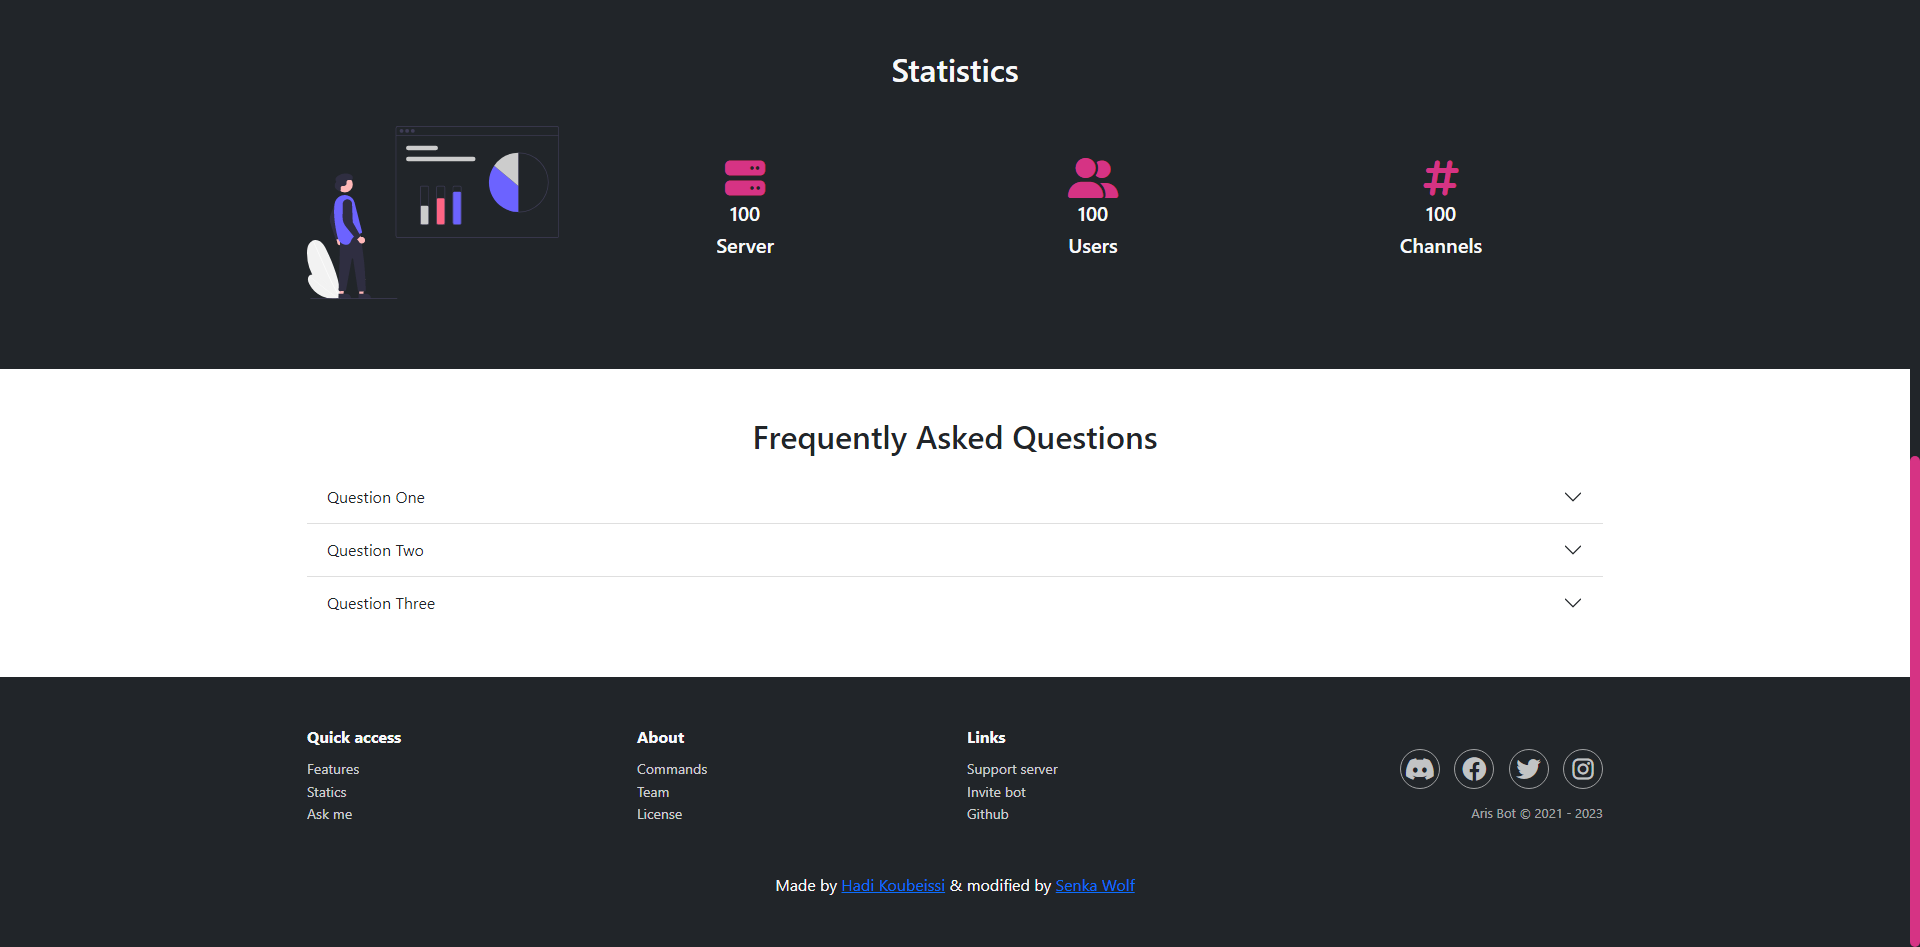 Statistics
100
Server
100
Users
100
Channels
Frequently Asked Questions
Question One
Question Two
Question Three
Quick access
Features
Statics
Ask me
About
Commands
Team
License
Links
Support server
Invite bot
Github
Aris Bot © 2021 - 2023
Made by Hadi Koubeissi & modified by Senka Wolf